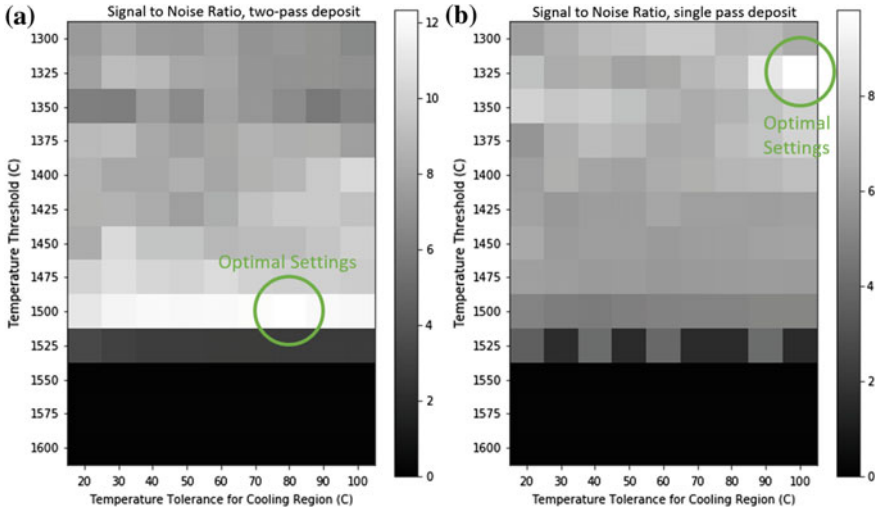 (a)
Signal to Noise Ratio, two-pass deposit
Temperature Threshold (C)
1300
1325
1350
1375
1400
1425
1450
1475
1500
1525
1550
1575
1600
Optimal Settings
20 30 40 50 60 70 80 90 100
Temperature Tolerance for Cooling Region (C)
12
10
8
6
4
2
0
(b)
Signal to Noise Ratio, single pass deposit
Temperature Threshold (C)
1300
1325
1350
1375
1400
1425
1450
1475
1500
1525
1550
1575
1600
Optimal
Settings
20 30 40 50 60 70 80 90 100
Temperature Tolerance for Cooling Region (C)
8
6
4
2
0